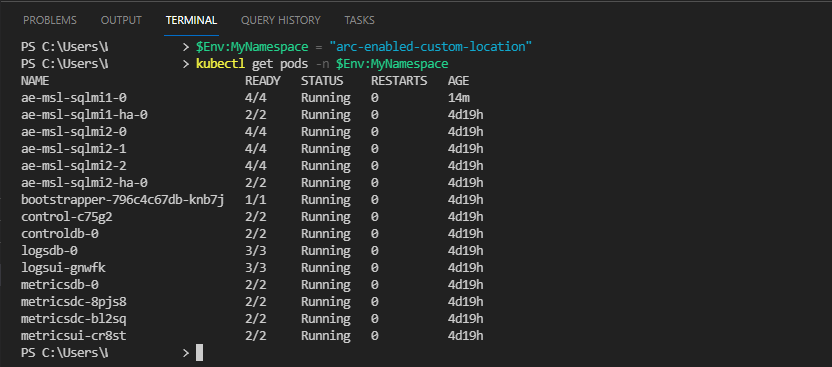 PROBLEMS OUTPUT TERMINAL QUERY HISTORY TASKS
PS C:\Users\ > $Env:MyNamespace = "arc-enabled-custom-location"
PS C:\Users\ > kubectl get pods -n $Env:MyNamespace
NAME READY STATUS RESTARTS AGE
ae-msl-sqlmi1-0 4/4 Running 0 14m
ae-msl-sqlmi1-ha-0 2/2 Running 0 4d19h
ae-msl-sqlmi2-0 4/4 Running 0 4d19h
ae-msl-sqlmi2-1 4/4 Running 0 4d19h
ae-msl-sqlmi2-2 4/4 Running 0 4d19h
ae-msl-sqlmi2-ha-0 2/2 Running 0 4d19h
bootstrapper-796c4c67db-knb7j 1/1 Running 0 4d19h
control-c75g2 2/2 Running 0 4d19h
controldb-0 2/2 Running 0 4d19h
logsdb-0 3/3 Running 0 4d19h
logsui-gnwfk 3/3 Running 0 4d19h
metricsdb-0 2/2 Running 0 4d19h
metricsdc-8pjs8 2/2 Running 0 4d19h
metricsdc-bl2sq 2/2 Running 0 4d19h
metricsui-cr8st 2/2 Running 0 4d19h
PS C:\Users\ >